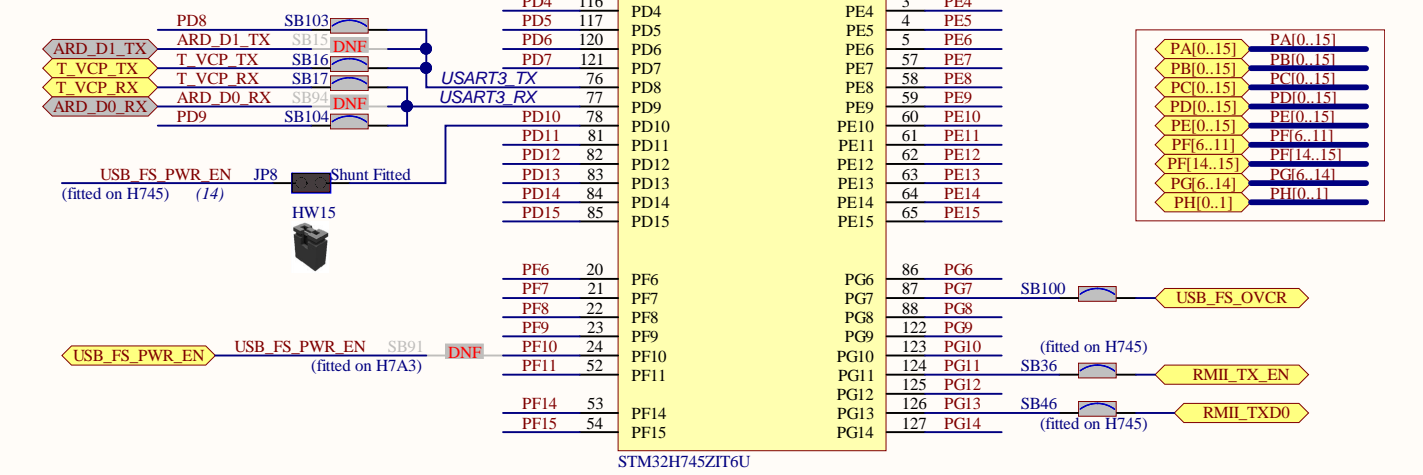 PD4 116 PD4 PE4 3 PE4
PD8 SB103 PD5 117 PD5 PE5 4 PE5
ARD_D1_TX ARD_D1_TX SB15 DNF PD6 120 PD6 PE6 5 PE6
T_VCP_TX T_VCP_TX SB16 PD7 121 PD7 PE7 57 PE7
T_VCP_RX T_VCP_RX SB17 USART3_TX 76 PD8 PE8 58 PE8
ARD_D0_RX ARD_D0_RX SB94 DNF USART3_RX 77 PD9 PE9 59 PE9
PD9 SB104 PD10 78 PD10 PE10 60 PE10
PD11 81 PD11 PE11 61 PE11
PD12 82 PD12 PE12 62 PE12
USB_FS_PWR_EN JP8 Shunt Fitted PD13 83 PD13 PE13 63 PE13
(fitted on H745) (14) PD14 84 PD14 PE14 64 PE14
HW15 PD15 85 PD15 PE15 65 PE15
PA[0..15] PA[0..15]
PB[0..15] PB[0..15]
PC[0..15] PC[0..15]
PD[0..15] PD[0..15]
PE[0..15] PE[0..15]
PF[6..11] PF[6..11]
PF[14..15] PF[14..15]
PG[6..14] PG[6..14]
PH[0..1] PH[0..1]
PF6 20 PF6 PG6 86 PG6
PF7 21 PF7 PG7 87 PG7 SB100 USB_FS_OVCR
PF8 22 PF8 PG8 88 PG8
PF9 23 PF9 PG9 122 PG9
USB_FS_PWR_EN USB_FS_PWR_EN SB91 DNF PF10 24 PF10 PG10 123 PG10 (fitted on H745)
(fitted on H7A3) PF11 52 PF11 PG11 124 PG11 SB36 RMII_TX_EN
PG12 125 PG12
PF14 53 PF14 PG13 126 PG13 SB46 RMII_TXD0
PF15 54 PF15 PG14 127 PG14 (fitted on H745)
STM32H745ZIT6U